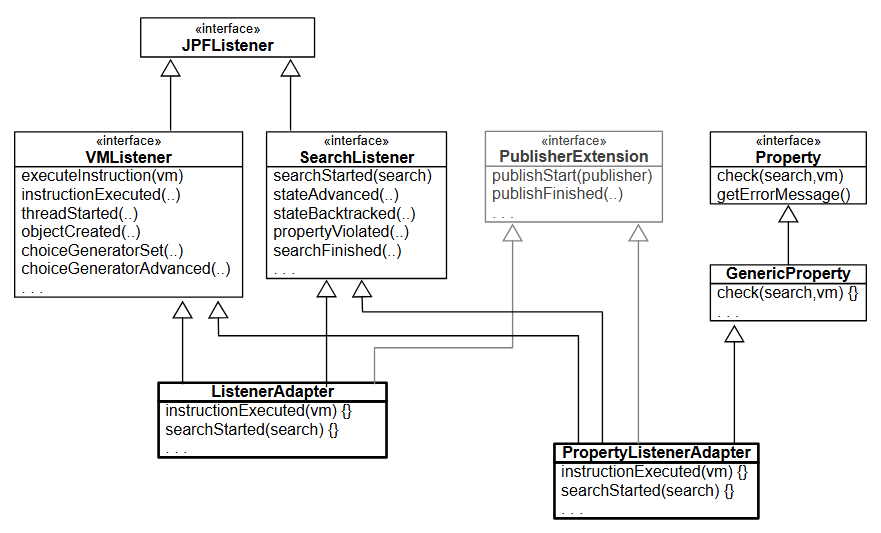 «interface»
JPFListener
«interface»
VMListener
executeInstruction(vm)
instructionExecuted(..)
threadStarted(..)
objectCreated(..)
choiceGeneratorSet(..)
choiceGeneratorAdvanced(..)
. . .
«interface»
SearchListener
searchStarted(search)
stateAdvanced(..)
stateBacktracked(..)
propertyViolated(..)
searchFinished(..)
. . .
«interface»
PublisherExtension
publishStart(publisher)
publishFinished(..)
. . .
«interface»
Property
check(search,vm)
getErrorMessage()
GenericProperty
check(search,vm) {}
. . .
ListenerAdapter
instructionExecuted(vm) {}
searchStarted(search) {}
. . .
PropertyListenerAdapter
instructionExecuted(vm) {}
searchStarted(search) {}
. . .